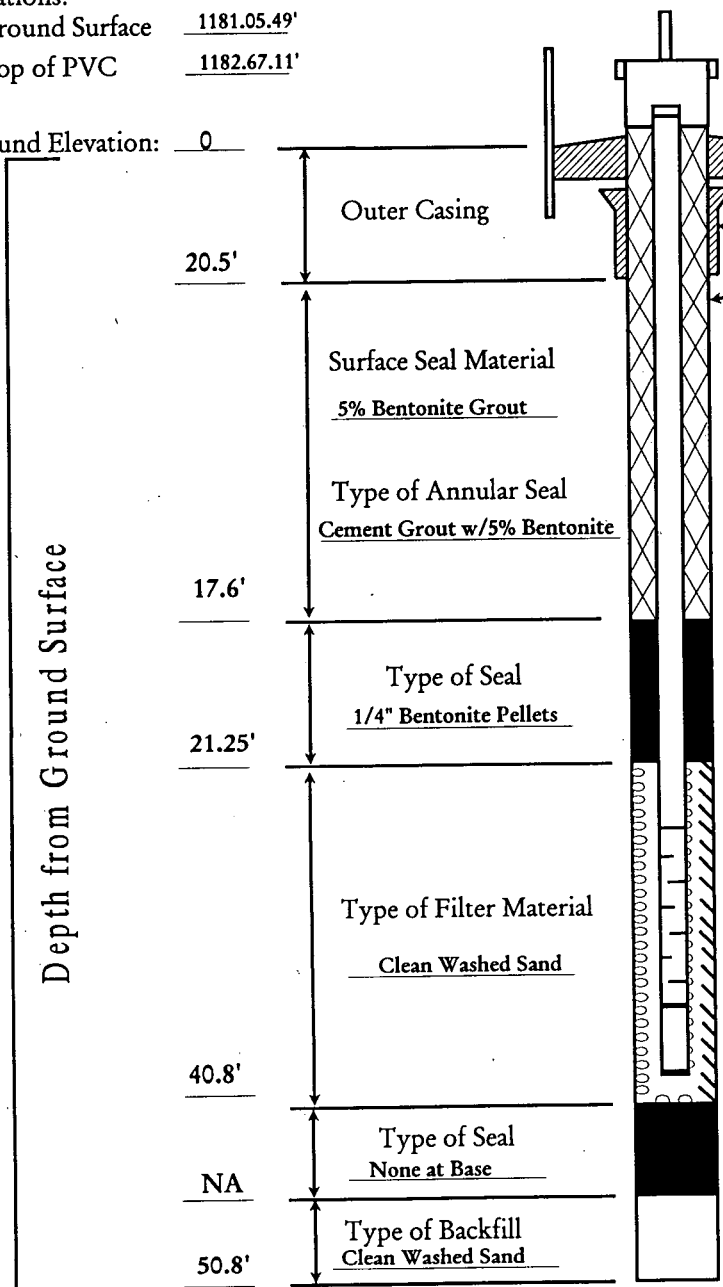 ations:
round Surface 1181.05.49'
op of PVC 1182.67.11'
und Elevation: 0
Outer Casing
20.5'
Surface Seal Material
5% Bentonite Grout
Type of Annular Seal
Cement Grout w/5% Bentonite
17.6'
Type of Seal
1/4" Bentonite Pellets
21.25'
Depth from Ground Surface
Type of Filter Material
Clean Washed Sand
40.8'
Type of Seal
None at Base
NA
Type of Backfill
Clean Washed Sand
50.8'